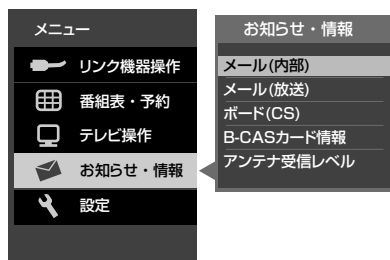 メニュー
リンク機器操作
番組表・予約
テレビ操作
お知らせ・情報
設定
お知らせ・情報
メール(内部)
メール(放送)
ボード(CS)
B-CASカード情報
アンテナ受信レベル